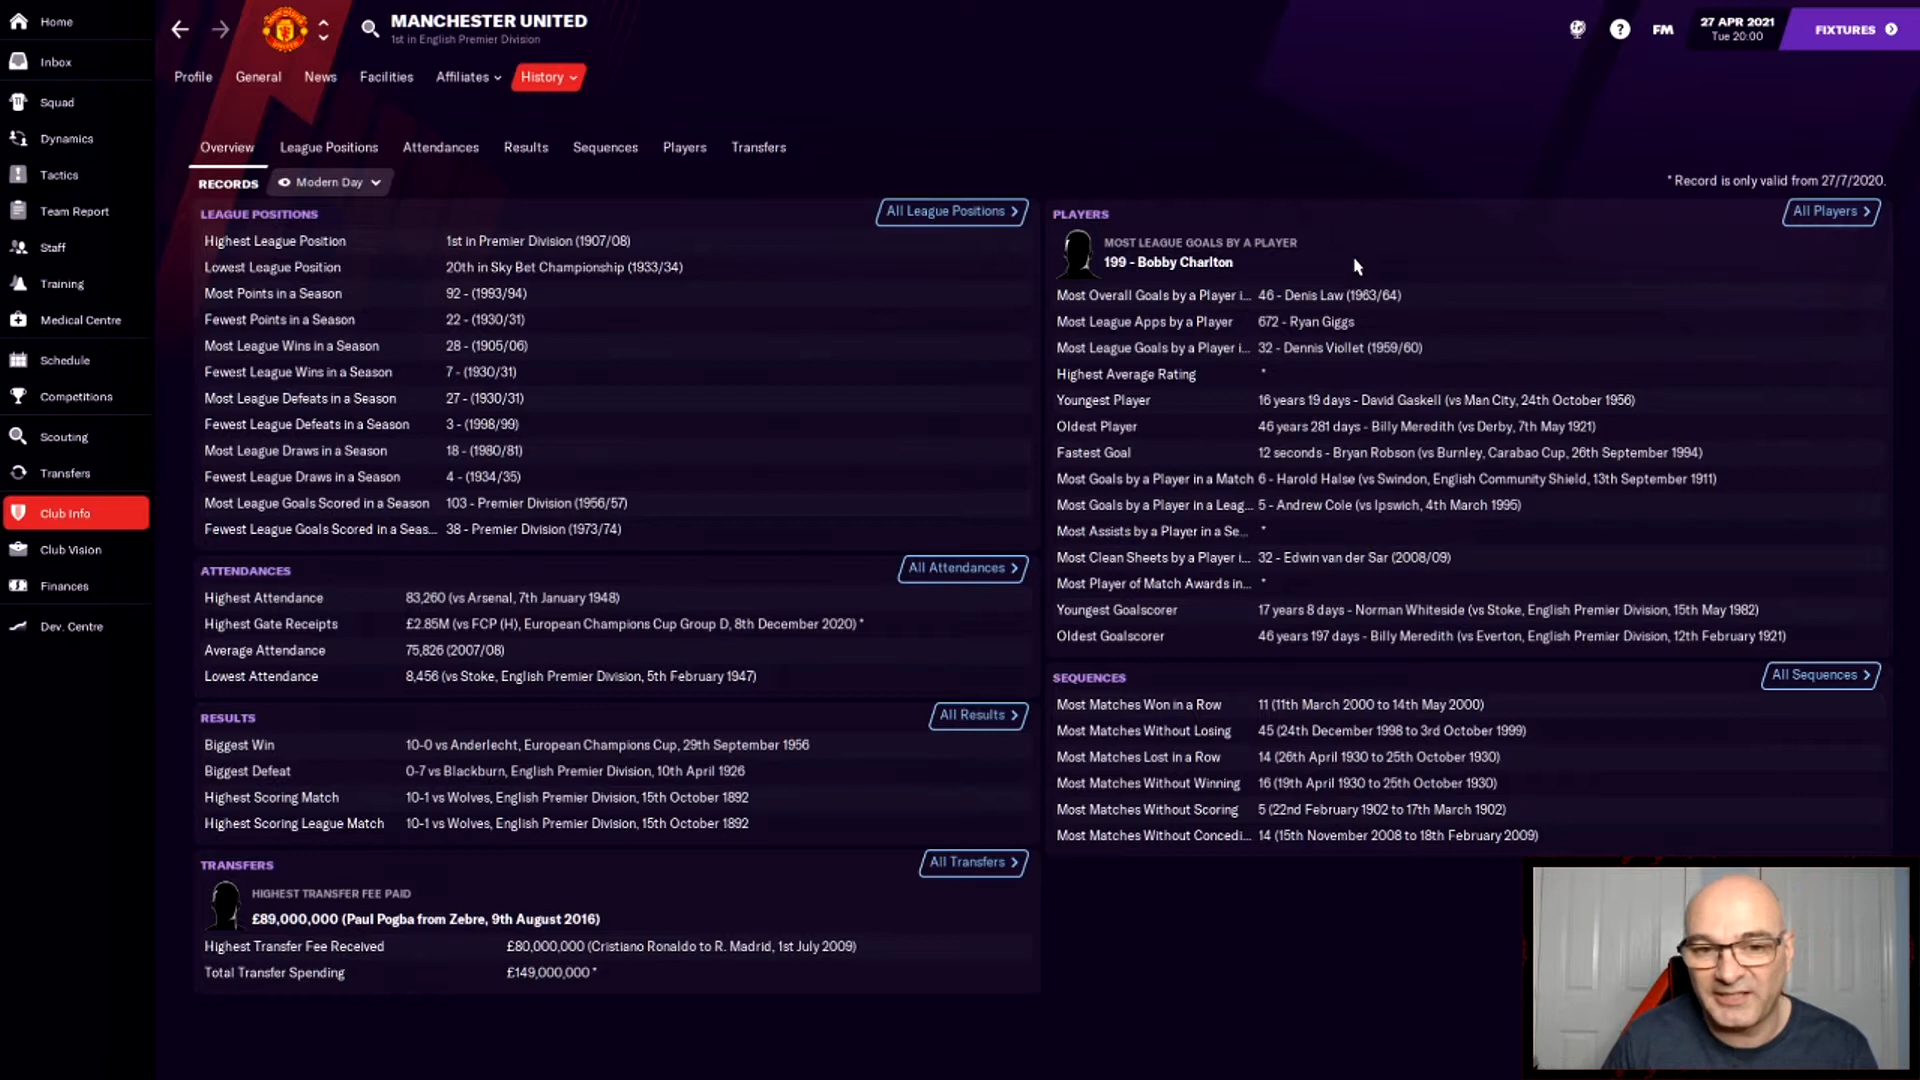 Home
Inbox
Squad
Dynamics
Tactics
Team Report
Staff
Training
Medical Centre
Schedule
Competitions
Scouting
Transfers
Club Info
Club Vision
Finances
Dev. Centre
MANCHESTER UNITED
1st in English Premier Division
? FM
27 APR 2021
Tue 20:00
FIXTURES
Profile General News Facilities Affiliates History
Overview League Positions Attendances Results Sequences Players Transfers
RECORDS Modern Day
* Record is only valid from 27/7/2020.
LEAGUE POSITIONS All League Positions >
Highest League Position 1st in Premier Division (1907/08)
Lowest League Position 20th in Sky Bet Championship (1933/34)
Most Points in a Season 92 - (1993/94)
Fewest Points in a Season 22 - (1930/31)
Most League Wins in a Season 28 - (1905/06)
Fewest League Wins in a Season 7 - (1930/31)
Most League Defeats in a Season 27 - (1930/31)
Fewest League Defeats in a Season 3 - (1998/99)
Most League Draws in a Season 18 - (1980/81)
Fewest League Draws in a Season 4 - (1934/35)
Most League Goals Scored in a Season 103 - Premier Division (1956/57)
Fewest League Goals Scored in a Seas... 38 - Premier Division (1973/74)
ATTENDANCES All Attendances >
Highest Attendance 83,260 (vs Arsenal, 7th January 1948)
Highest Gate Receipts £2.85M (vs FCP (H), European Champions Cup Group D, 8th December 2020) *
Average Attendance 75,826 (2007/08)
Lowest Attendance 8,456 (vs Stoke, English Premier Division, 5th February 1947)
RESULTS All Results >
Biggest Win 10-0 vs Anderlecht, European Champions Cup, 29th September 1956
Biggest Defeat 0-7 vs Blackburn, English Premier Division, 10th April 1926
Highest Scoring Match 10-1 vs Wolves, English Premier Division, 15th October 1892
Highest Scoring League Match 10-1 vs Wolves, English Premier Division, 15th October 1892
TRANSFERS All Transfers >
HIGHEST TRANSFER FEE PAID
£89,000,000 (Paul Pogba from Zebre, 9th August 2016)
Highest Transfer Fee Received £80,000,000 (Cristiano Ronaldo to R. Madrid, 1st July 2009)
Total Transfer Spending £149,000,000 *
PLAYERS All Players >
MOST LEAGUE GOALS BY A PLAYER
199 - Bobby Charlton
Most Overall Goals by a Player i... 46 - Denis Law (1963/64)
Most League Apps by a Player 672 - Ryan Giggs
Most League Goals by a Player i... 32 - Dennis Viollet (1959/60)
Highest Average Rating *
Youngest Player 16 years 19 days - David Gaskell (vs Man City, 24th October 1956)
Oldest Player 46 years 281 days - Billy Meredith (vs Derby, 7th May 1921)
Fastest Goal 12 seconds - Bryan Robson (vs Burnley, Carabao Cup, 26th September 1994)
Most Goals by a Player in a Match 6 - Harold Halse (vs Swindon, English Community Shield, 13th September 1911)
Most Goals by a Player in a Leag... 5 - Andrew Cole (vs Ipswich, 4th March 1995)
Most Assists by a Player in a Se... *
Most Clean Sheets by a Player i... 32 - Edwin van der Sar (2008/09)
Most Player of Match Awards in... *
Youngest Goalscorer 17 years 8 days - Norman Whiteside (vs Stoke, English Premier Division, 15th May 1982)
Oldest Goalscorer 46 years 197 days - Billy Meredith (vs Everton, English Premier Division, 12th February 1921)
SEQUENCES All Sequences >
Most Matches Won in a Row 11 (11th March 2000 to 14th May 2000)
Most Matches Without Losing 45 (24th December 1998 to 3rd October 1999)
Most Matches Lost in a Row 14 (26th April 1930 to 25th October 1930)
Most Matches Without Winning 16 (19th April 1930 to 25th October 1930)
Most Matches Without Scoring 5 (22nd February 1902 to 17th March 1902)
Most Matches Without Concedi... 14 (15th November 2008 to 18th February 2009)